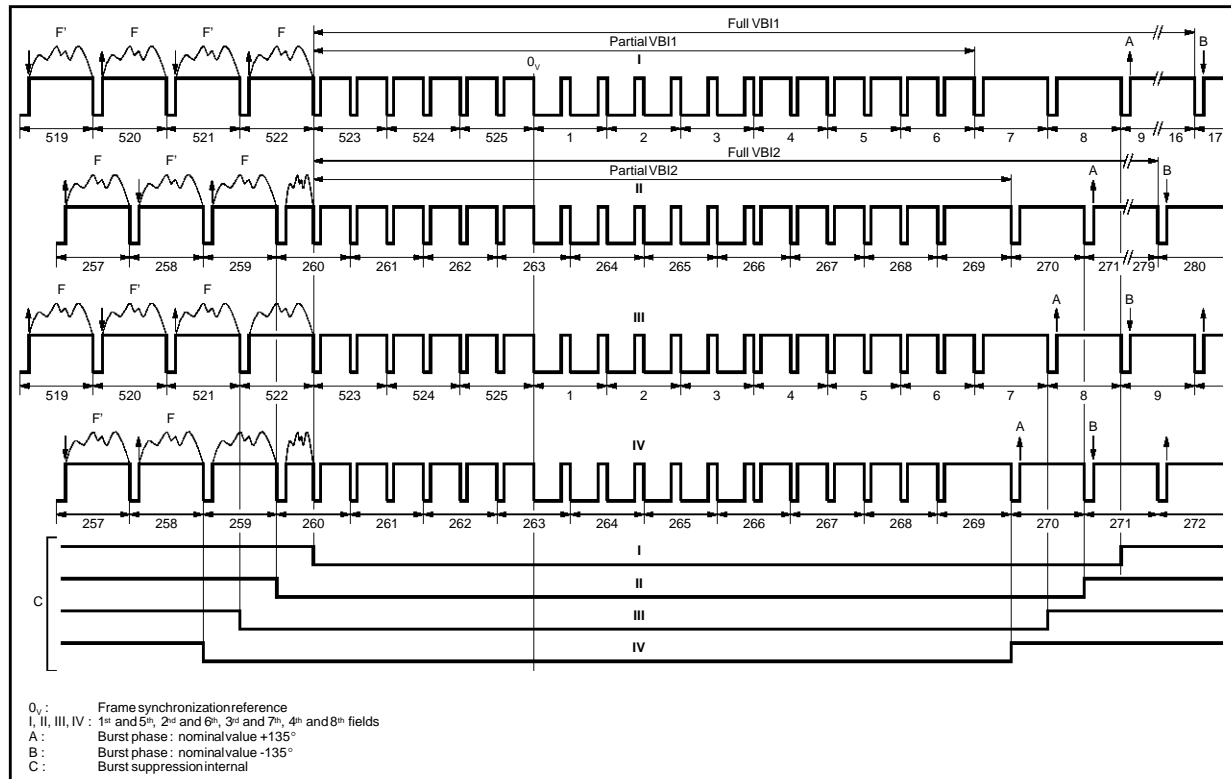 F' F F' F Full VBI1
Partial VBI1 A B
0V I
519 520 521 522 523 524 525 1 2 3 4 5 6 7 8 9 16 17
F F' F Full VBI2
Partial VBI2 A B
II
257 258 259 260 261 262 263 264 265 266 267 268 269 270 271 279 280
F F' F A B
III
519 520 521 522 523 524 525 1 2 3 4 5 6 7 8 9
F' F A B
IV
257 258 259 260 261 262 263 264 265 266 267 268 269 270 271 272
I
II
C
III
IV
0V : Frame synchronization reference
I, II, III, IV : 1st and 5th, 2nd and 6th, 3rd and 7th, 4th and 8th fields
A : Burst phase : nominal value +135°
B : Burst phase : nominal value -135°
C : Burst suppression internal